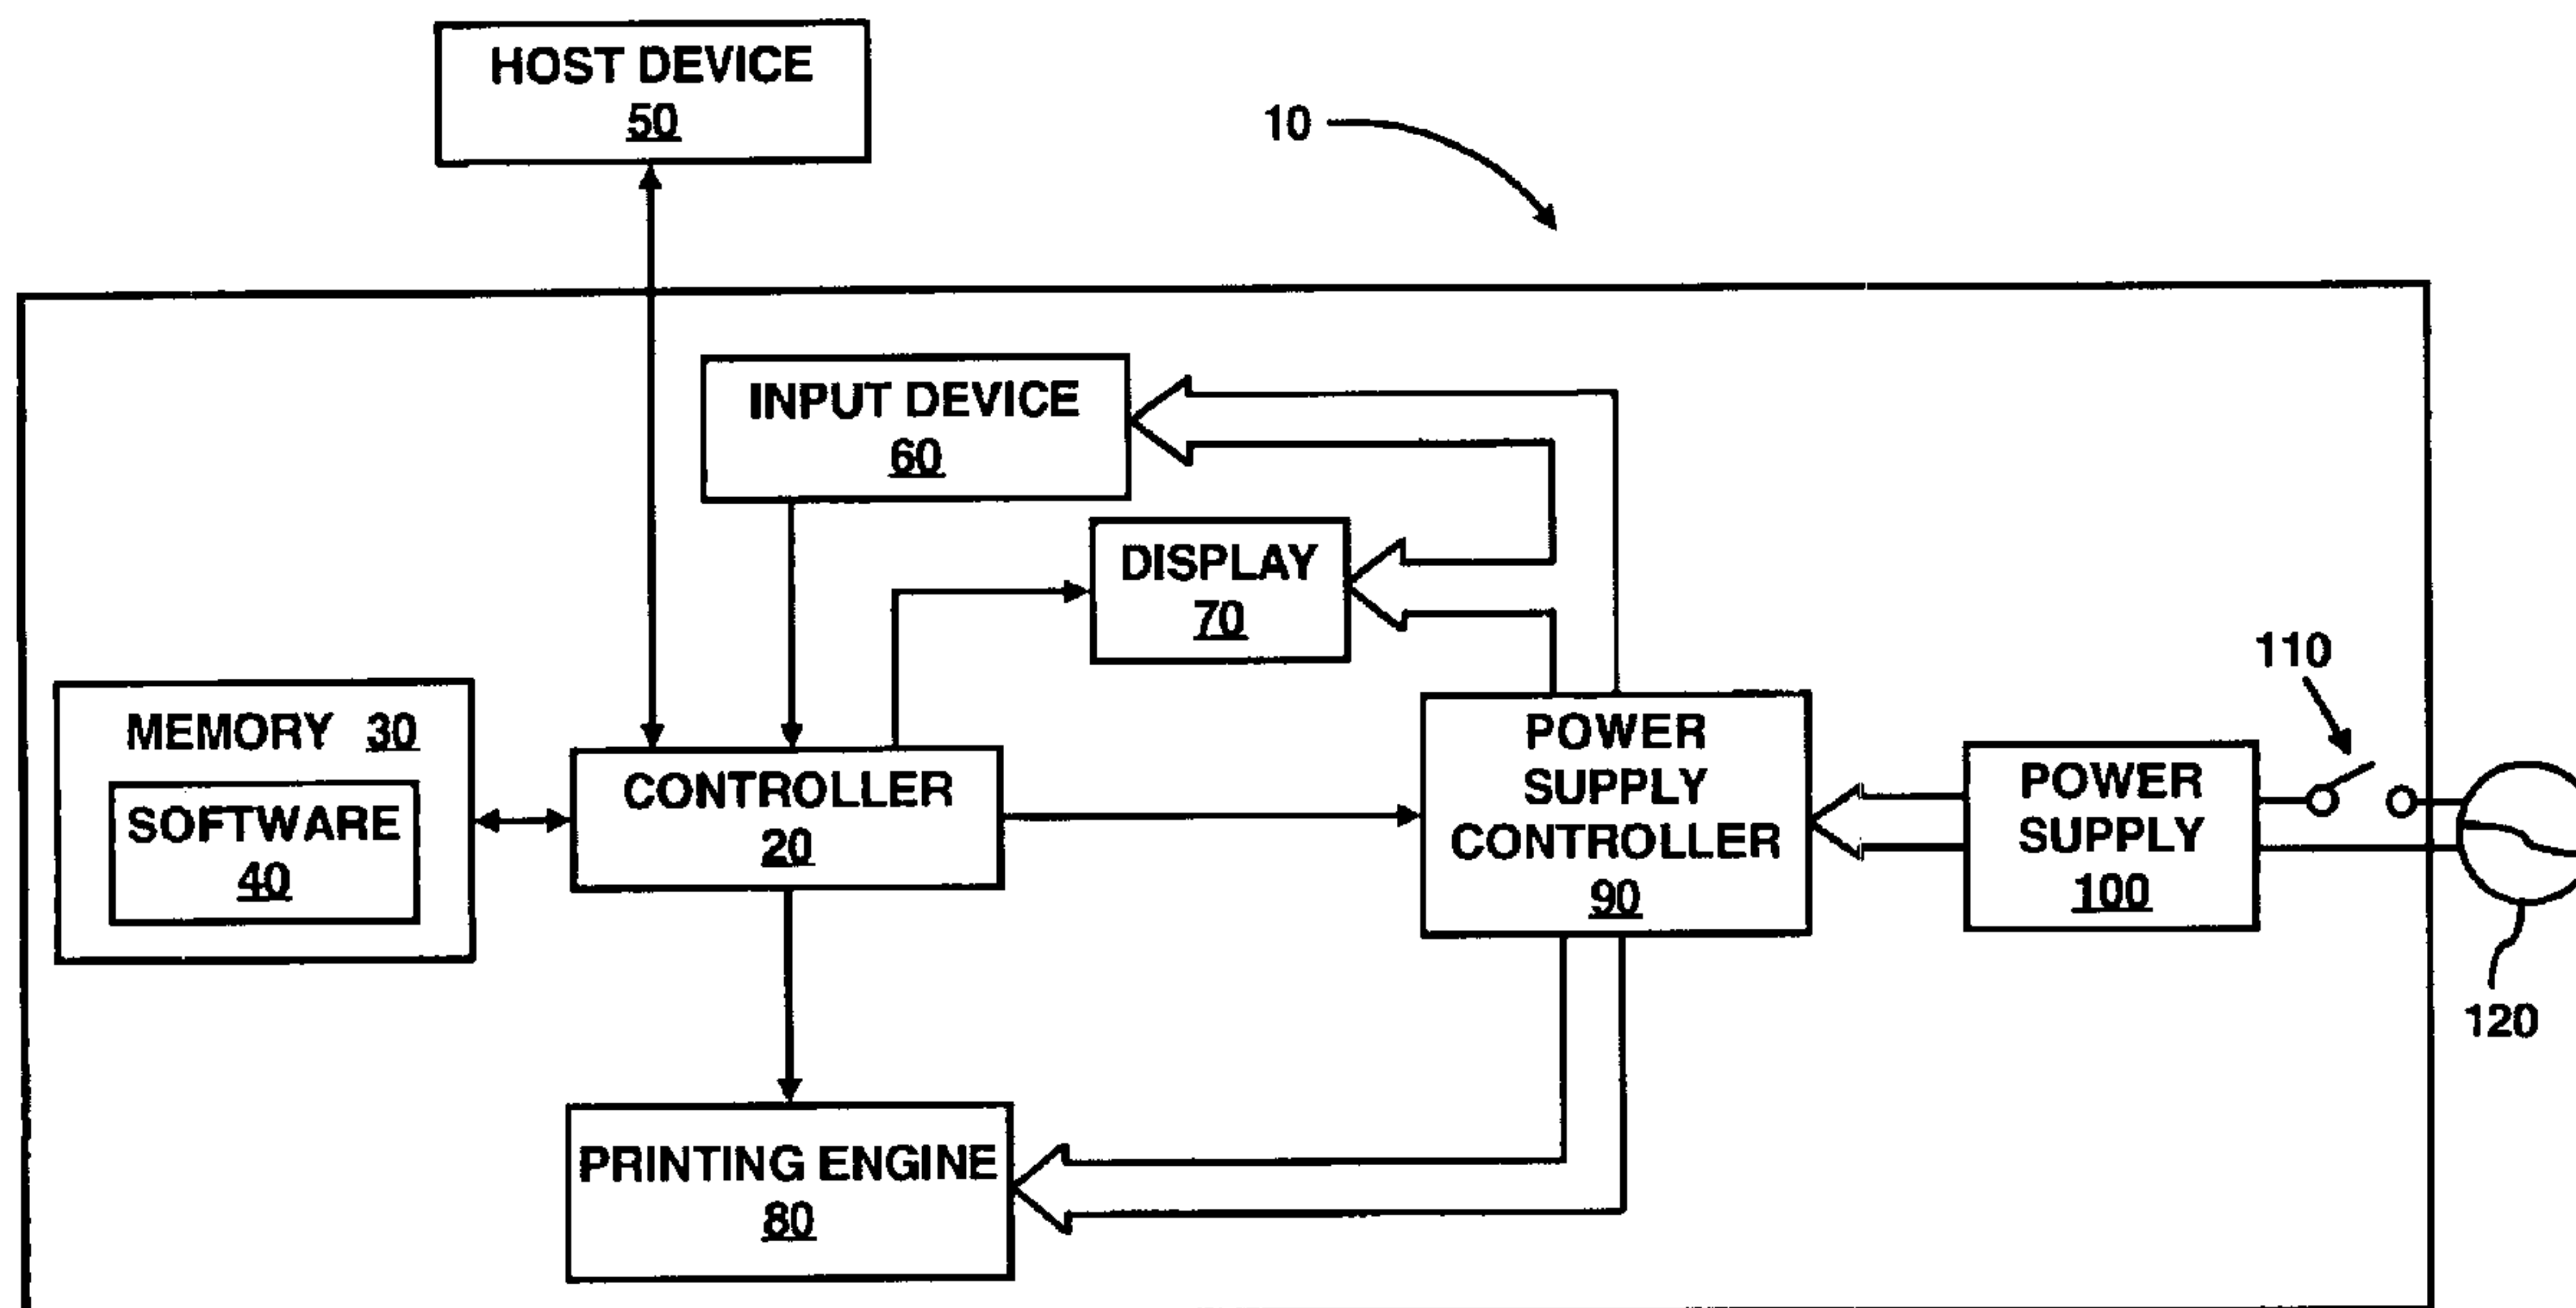 HOST DEVICE
50
10
INPUT DEVICE
60
DISPLAY
70
110
MEMORY 30
SOFTWARE
40
CONTROLLER
20
POWER
SUPPLY
CONTROLLER
90
POWER
SUPPLY
100
120
PRINTING ENGINE
80